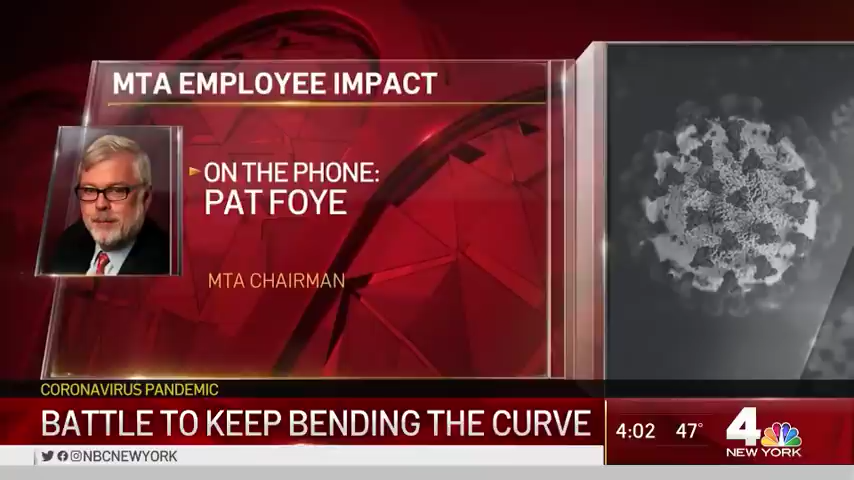 MTA EMPLOYEE IMPACT
ON THE PHONE:
PAT FOYE
MTA CHAIRMAN
CORONAVIRUS PANDEMIC
BATTLE TO KEEP BENDING THE CURVE
4:02 47°
4
NEW YORK
@NBCNEWYORK